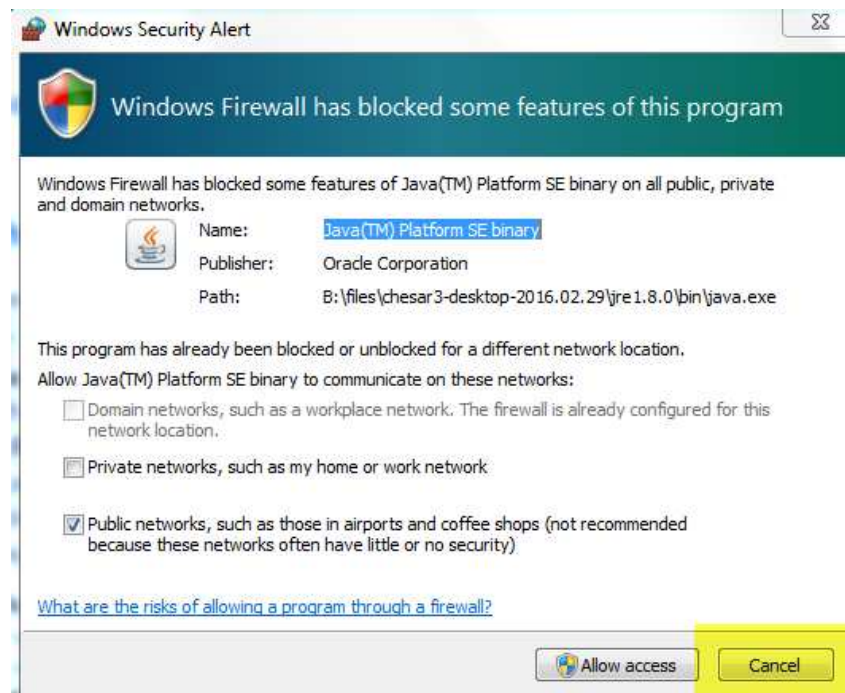 Windows Security Alert
Windows Firewall has blocked some features of this program
Windows Firewall has blocked some features of Java(TM) Platform SE binary on all public, private
and domain networks.
Name: Java(TM) Platform SE binary
Publisher: Oracle Corporation
Path: B:\files\chesar3-desktop-2016.02.29\jre1.8.0\bin\java.exe
This program has already been blocked or unblocked for a different network location.
Allow Java(TM) Platform SE binary to communicate on these networks:
Domain networks, such as a workplace network. The firewall is already configured for this
network location.
Private networks, such as my home or work network
Public networks, such as those in airports and coffee shops (not recommended
because these networks often have little or no security)
What are the risks of allowing a program through a firewall?
Allow access Cancel